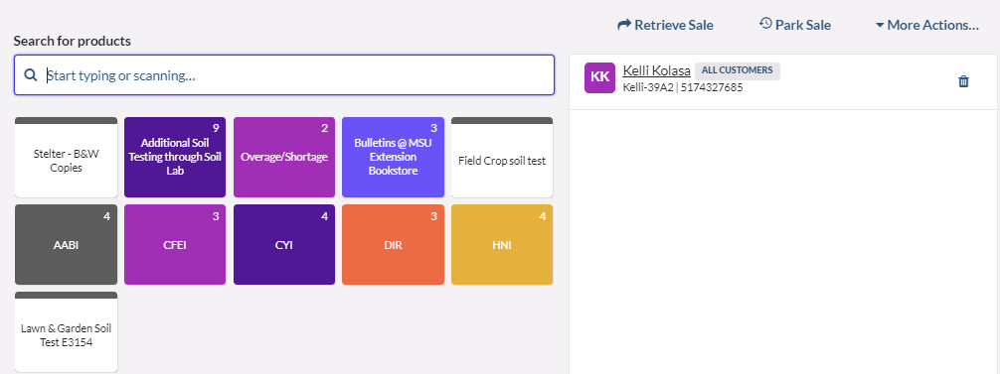 Retrieve Sale
Park Sale
More Actions...
Search for products
Start typing or scanning...
KK
Kelli Kolasa
ALL CUSTOMERS
Kelli-39A2 | 5174327685
Stelter - B&W
Copies
9
Additional Soil
Testing through Soil
Lab
2
Overage/Shortage
3
Bulletins @ MSU
Extension
Bookstore
Field Crop soil test
4
AABI
3
CFEI
4
CYI
3
DIR
4
HNI
Lawn & Garden Soil
Test E3154